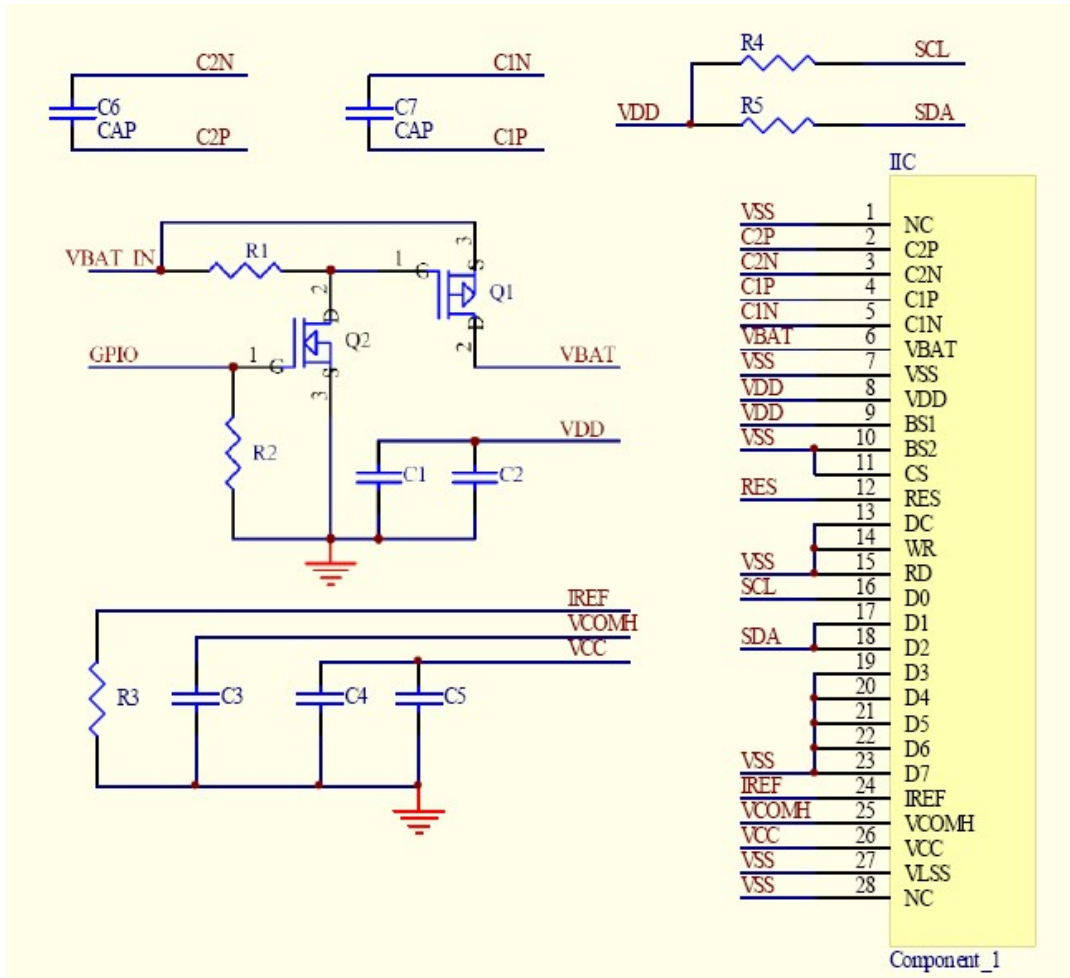 C2N
C6
CAP
C2P
C1N
C7
CAP
C1P
R4
SCL
VDD
R5
SDA
VBAT_IN
R1
1
G
3
S
Q1
D
2
VBAT
2
D
Q2
GPIO
1
G
S
3
R2
VDD
C1
C2
IREF
VCOMH
VCC
R3
C3
C4
C5
IIC
VSS 1 NC
C2P 2 C2P
C2N 3 C2N
C1P 4 C1P
C1N 5 C1N
VBAT 6 VBAT
VSS 7 VSS
VDD 8 VDD
VDD 9 BS1
VSS 10 BS2
11 CS
RES 12 RES
13 DC
14 WR
VSS 15 RD
SCL 16 D0
17 D1
SDA 18 D2
19 D3
20 D4
21 D5
22 D6
VSS 23 D7
IREF 24 IREF
VCOMH 25 VCOMH
VCC 26 VCC
VSS 27 VLSS
VSS 28 NC
Component_1